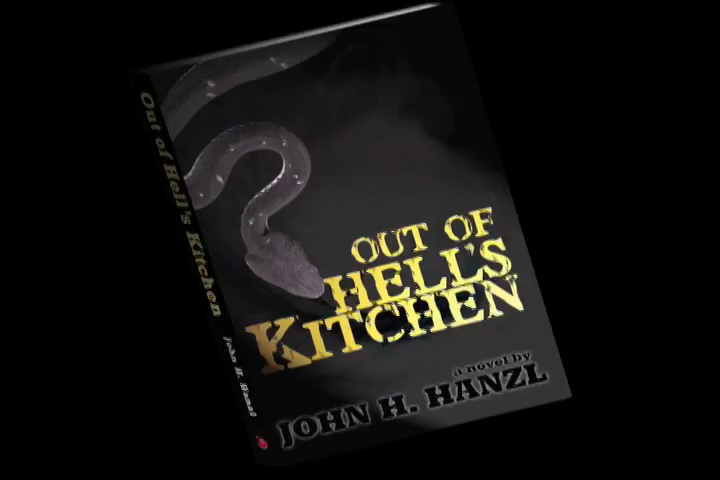 Out of Hell's Kitchen
John H. Hanzl
OUT OF
HELL'S
KITCHEN
a novel by
JOHN H. HANZL